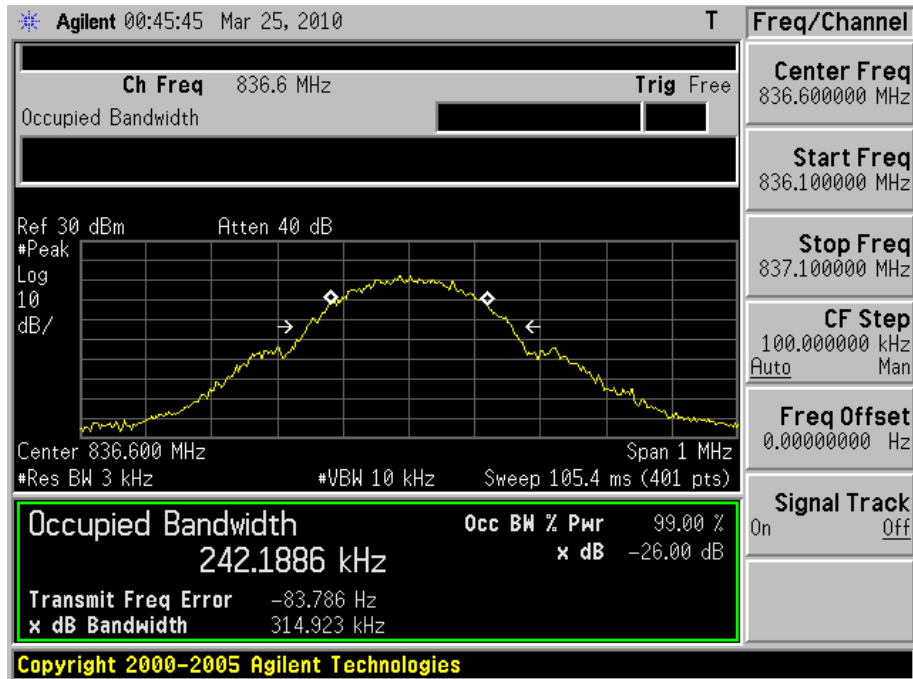 Agilent 00:45:45 Mar 25, 2010 T
Freq/Channel
Ch Freq 836.6 MHz Trig Free
Occupied Bandwidth
Center Freq
836.600000 MHz
Start Freq
836.100000 MHz
Stop Freq
837.100000 MHz
CF Step
100.000000 kHz
Auto Man
Freq Offset
0.00000000 Hz
Signal Track
On Off
Ref 30 dBm Atten 40 dB
#Peak
Log
10
dB/
Center 836.600 MHz Span 1 MHz
#Res BW 3 kHz #VBW 10 kHz Sweep 105.4 ms (401 pts)
Occupied Bandwidth Occ BW % Pwr 99.00 %
242.1886 kHz x dB -26.00 dB
Transmit Freq Error -83.786 Hz
x dB Bandwidth 314.923 kHz
Copyright 2000-2005 Agilent Technologies